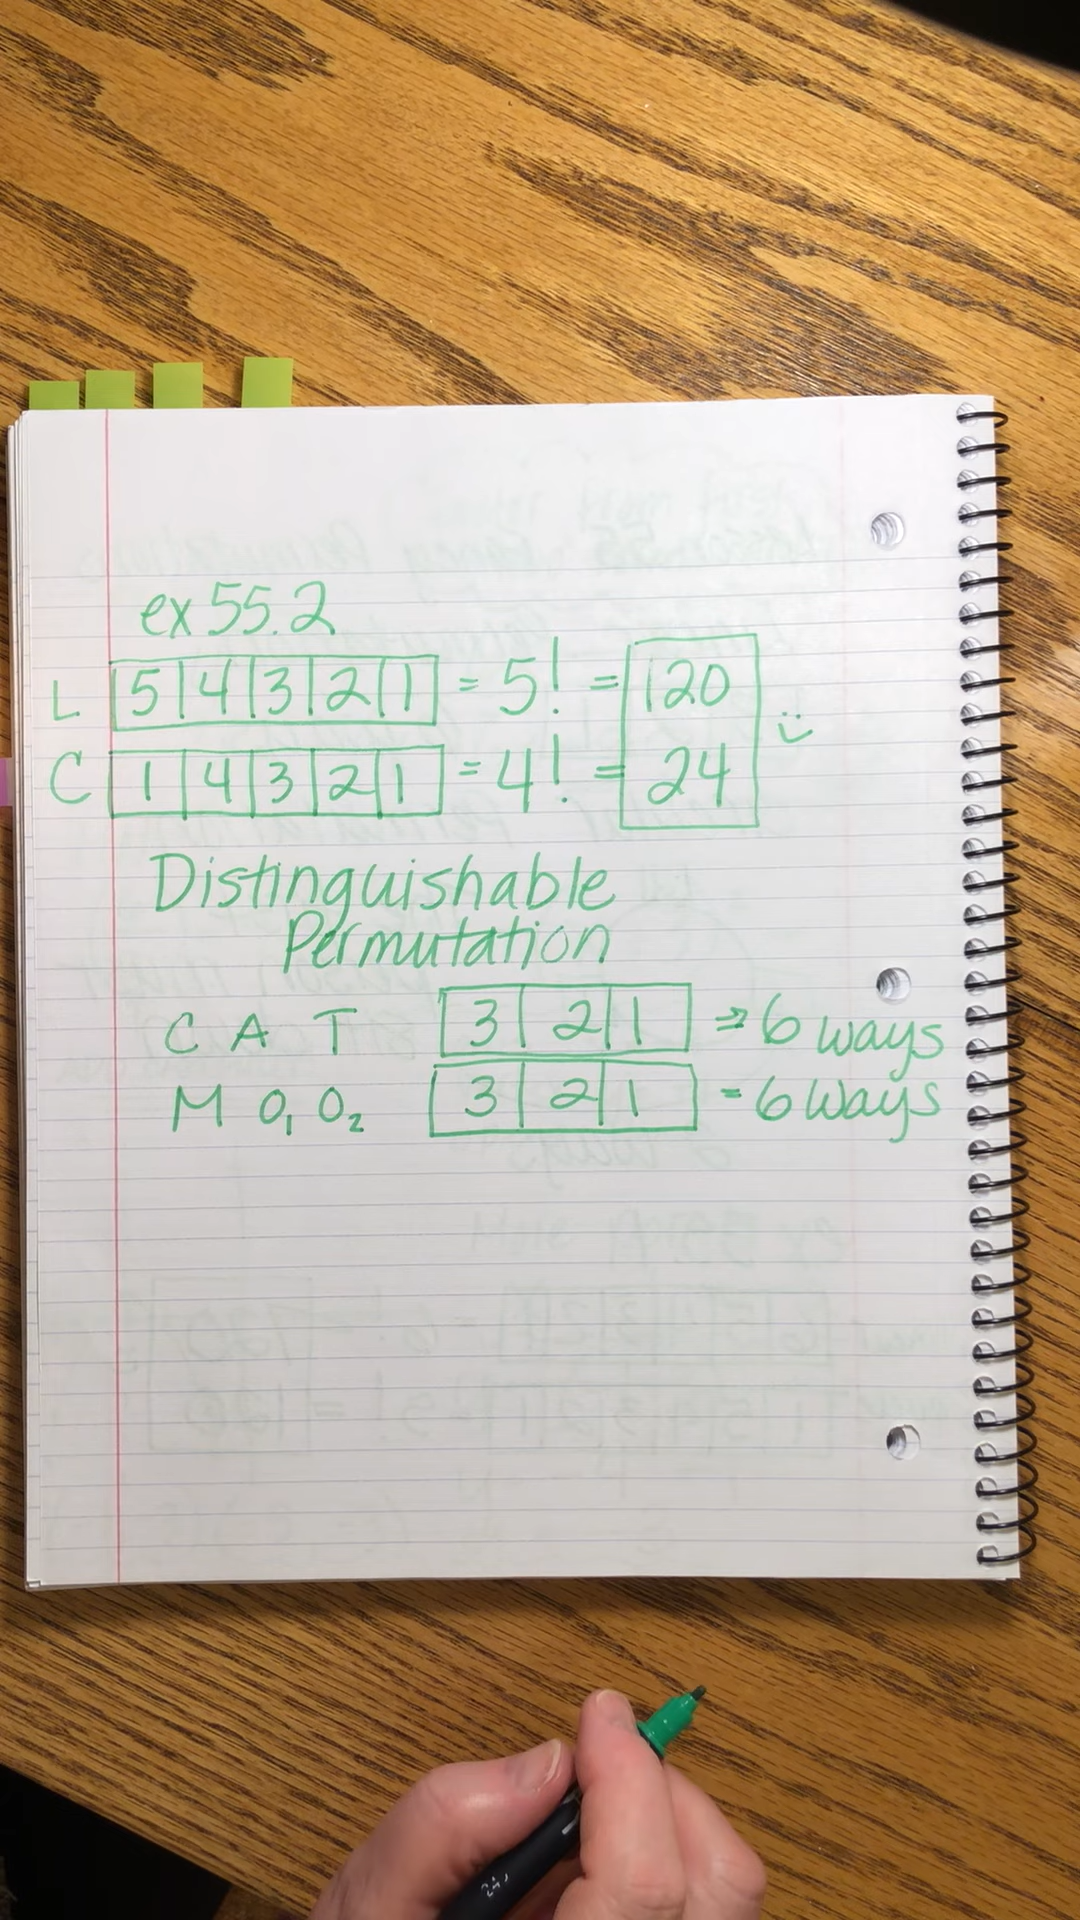 ex 55.2
L 5 4 3 2 1 = 5! = 120
C 1 4 3 2 1 = 4! = 24
Distinguishable
Permutation
C A T 3 2 1 ⇒ 6 ways
M O₁ O₂ 3 2 1 = 6 ways